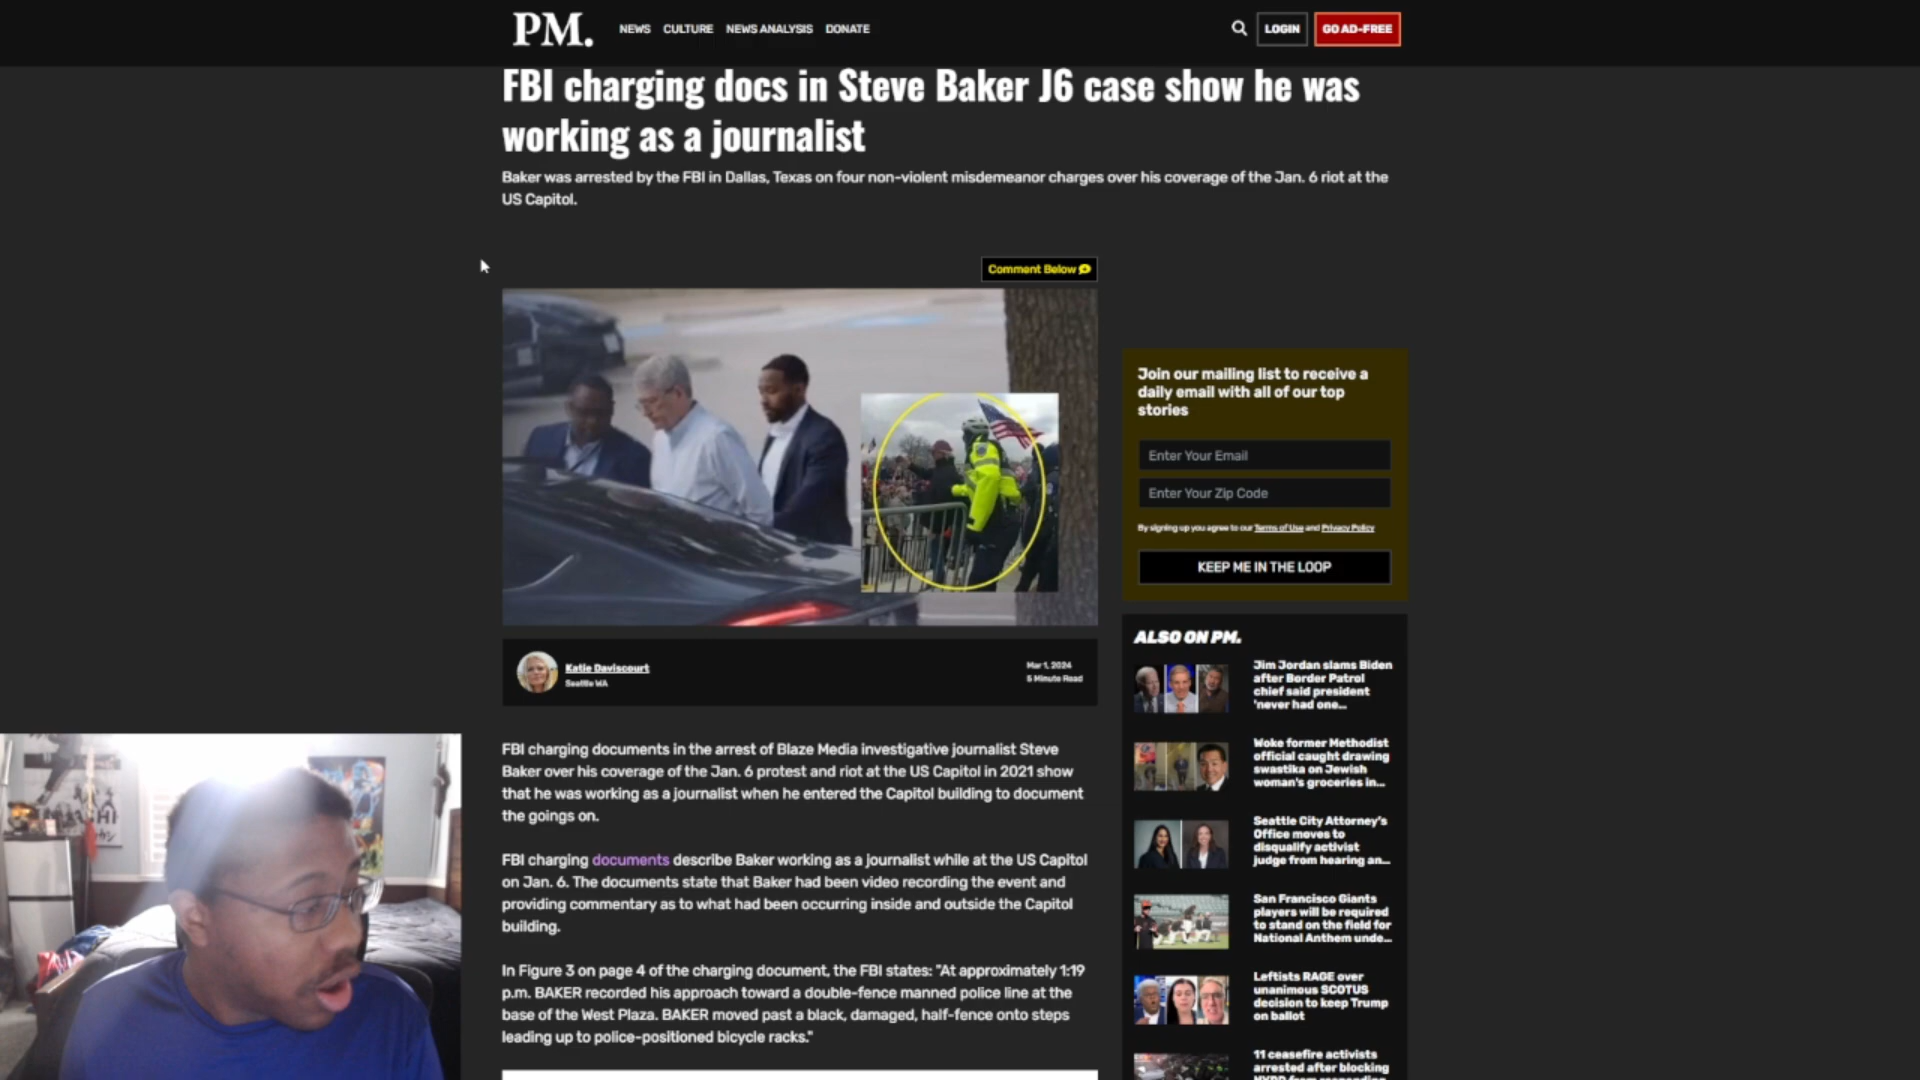 PM.
NEWS CULTURE NEWS ANALYSIS DONATE
LOGIN
GO AD-FREE
FBI charging docs in Steve Baker J6 case show he was
working as a journalist
Baker was arrested by the FBI in Dallas, Texas on four non-violent misdemeanor charges over his coverage of the Jan. 6 riot at the
US Capitol.
Comment Below
Katie Daviscourt
Seattle WA
Mar 1, 2024
5 Minute Read
FBI charging documents in the arrest of Blaze Media investigative journalist Steve
Baker over his coverage of the Jan. 6 protest and riot at the US Capitol in 2021 show
that he was working as a journalist when he entered the Capitol building to document
the goings on.
FBI charging documents describe Baker working as a journalist while at the US Capitol
on Jan. 6. The documents state that Baker had been video recording the event and
providing commentary as to what had been occurring inside and outside the Capitol
building.
In Figure 3 on page 4 of the charging document, the FBI states: "At approximately 1:19
p.m. BAKER recorded his approach toward a double-fence manned police line at the
base of the West Plaza. BAKER moved past a black, damaged, half-fence onto steps
leading up to police-positioned bicycle racks."
Join our mailing list to receive a
daily email with all of our top
stories
Enter Your Email
Enter Your Zip Code
By signing up you agree to our Terms of Use and Privacy Policy
KEEP ME IN THE LOOP
ALSO ON PM.
Jim Jordan slams Biden
after Border Patrol
chief said president
'never had one...
Woke former Methodist
official caught drawing
swastika on Jewish
woman's groceries in...
Seattle City Attorney's
Office moves to
disqualify activist
judge from hearing an...
San Francisco Giants
players will be required
to stand on the field for
National Anthem unde...
Leftists RAGE over
unanimous SCOTUS
decision to keep Trump
on ballot
11 ceasefire activists
arrested after blocking